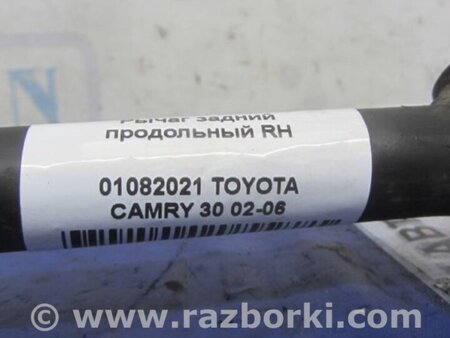 Рычаг задний
продольный RH
01082021 TOYOTA
CAMRY 30 02-06
www.razborki.com